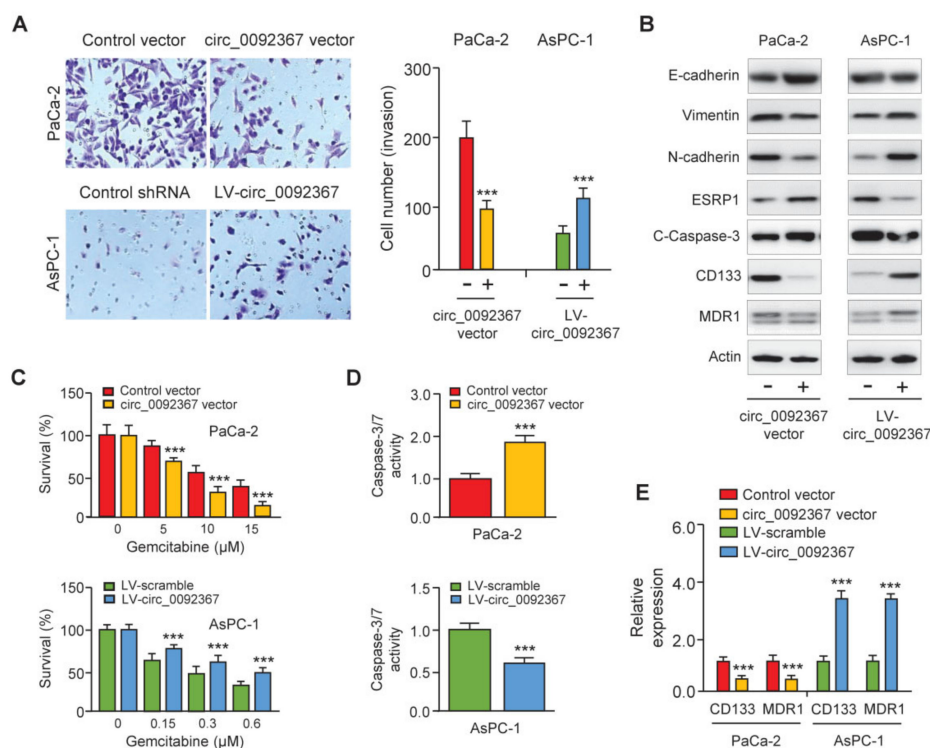 A
Control vector circ_0092367 vector
PaCa-2
Control shRNA LV-circ_0092367
AsPC-1
PaCa-2 AsPC-1
Cell number (invasion)
300
200
100
0
*** ***
- + - +
circ_0092367 vector
LV-circ_0092367
B
PaCa-2 AsPC-1
E-cadherin
Vimentin
N-cadherin
ESRP1
C-Caspase-3
CD133
MDR1
Actin
- + - +
circ_0092367 vector
LV-circ_0092367
C
Control vector
circ_0092367 vector
PaCa-2
Survival (%)
150
100
50
0
*** *** ***
0 5 10 15
Gemcitabine (µM)
LV-scramble
LV-circ_0092367
AsPC-1
Survival (%)
150
100
50
0
*** *** ***
0 0.15 0.3 0.6
Gemcitabine (µM)
D
Control vector
circ_0092367 vector
Caspase-3/7 activity
3.0
2.0
1.0
0.0
***
PaCa-2
LV-scramble
LV-circ_0092367
Caspase-3/7 activity
1.5
1.0
0.5
0.0
***
AsPC-1
E
Control vector
circ_0092367 vector
LV-scramble
LV-circ_0092367
Relative expression
6.0
4.0
2.0
0.0
*** *** *** ***
CD133 MDR1 CD133 MDR1
PaCa-2 AsPC-1